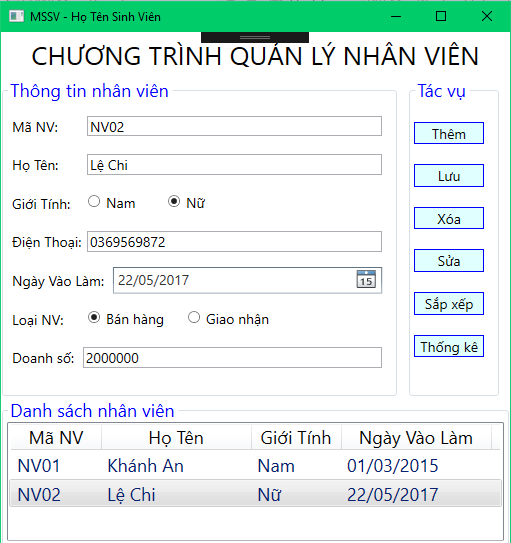 MSSV - Họ Tên Sinh Viên
CHƯƠNG TRÌNH QUẢN LÝ NHÂN VIÊN
Thông tin nhân viên
Mã NV: NV02
Họ Tên: Lệ Chi
Giới Tính: Nam Nữ
Điện Thoại: 0369569872
Ngày Vào Làm: 22/05/2017 15
Loại NV: Bán hàng Giao nhận
Doanh số: 2000000
Tác vụ
Thêm
Lưu
Xóa
Sửa
Sắp xếp
Thống kê
Danh sách nhân viên
Mã NV Họ Tên Giới Tính Ngày Vào Làm
NV01 Khánh An Nam 01/03/2015
NV02 Lệ Chi Nữ 22/05/2017